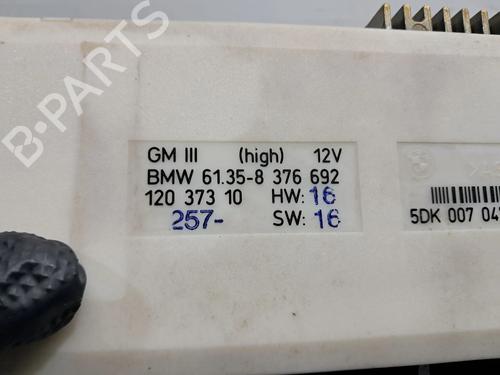 B-PARTS
GM III (high) 12V
BMW 61.35-8 376 692
120 373 10 HW: 16
257- SW: 16
5DK 007 04